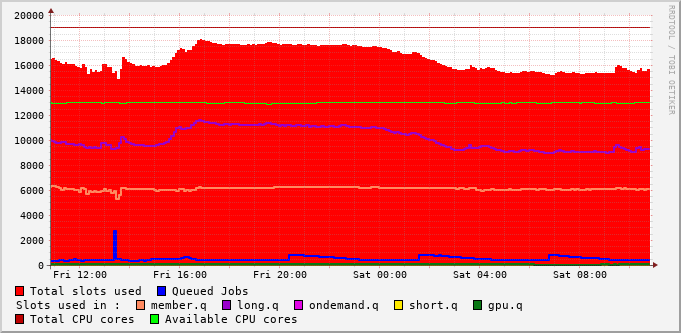 20000
18000
16000
14000
12000
10000
8000
6000
4000
2000
0
Fri 12:00 Fri 16:00 Fri 20:00 Sat 00:00 Sat 04:00 Sat 08:00
Total slots used Queued Jobs
Slots used in : member.q long.q ondemand.q short.q gpu.q
Total CPU cores Available CPU cores
RRDTOOL / TOBI OETIKER